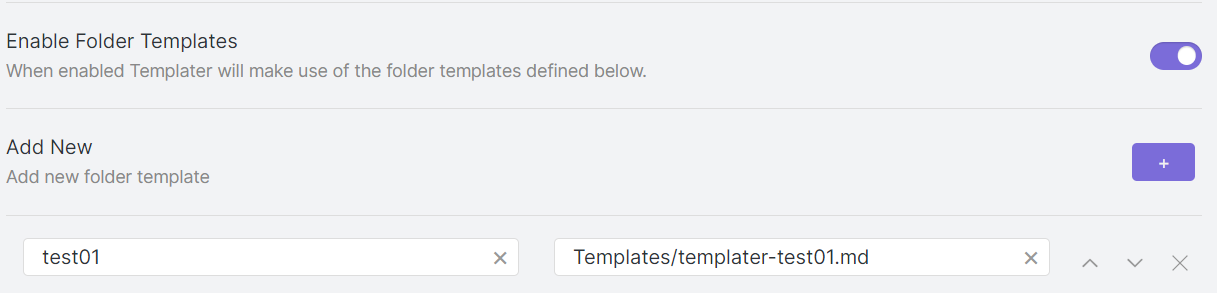 Enable Folder Templates
When enabled Templater will make use of the folder templates defined below.
Add New
Add new folder template
+
test01
Templates/templater-test01.md